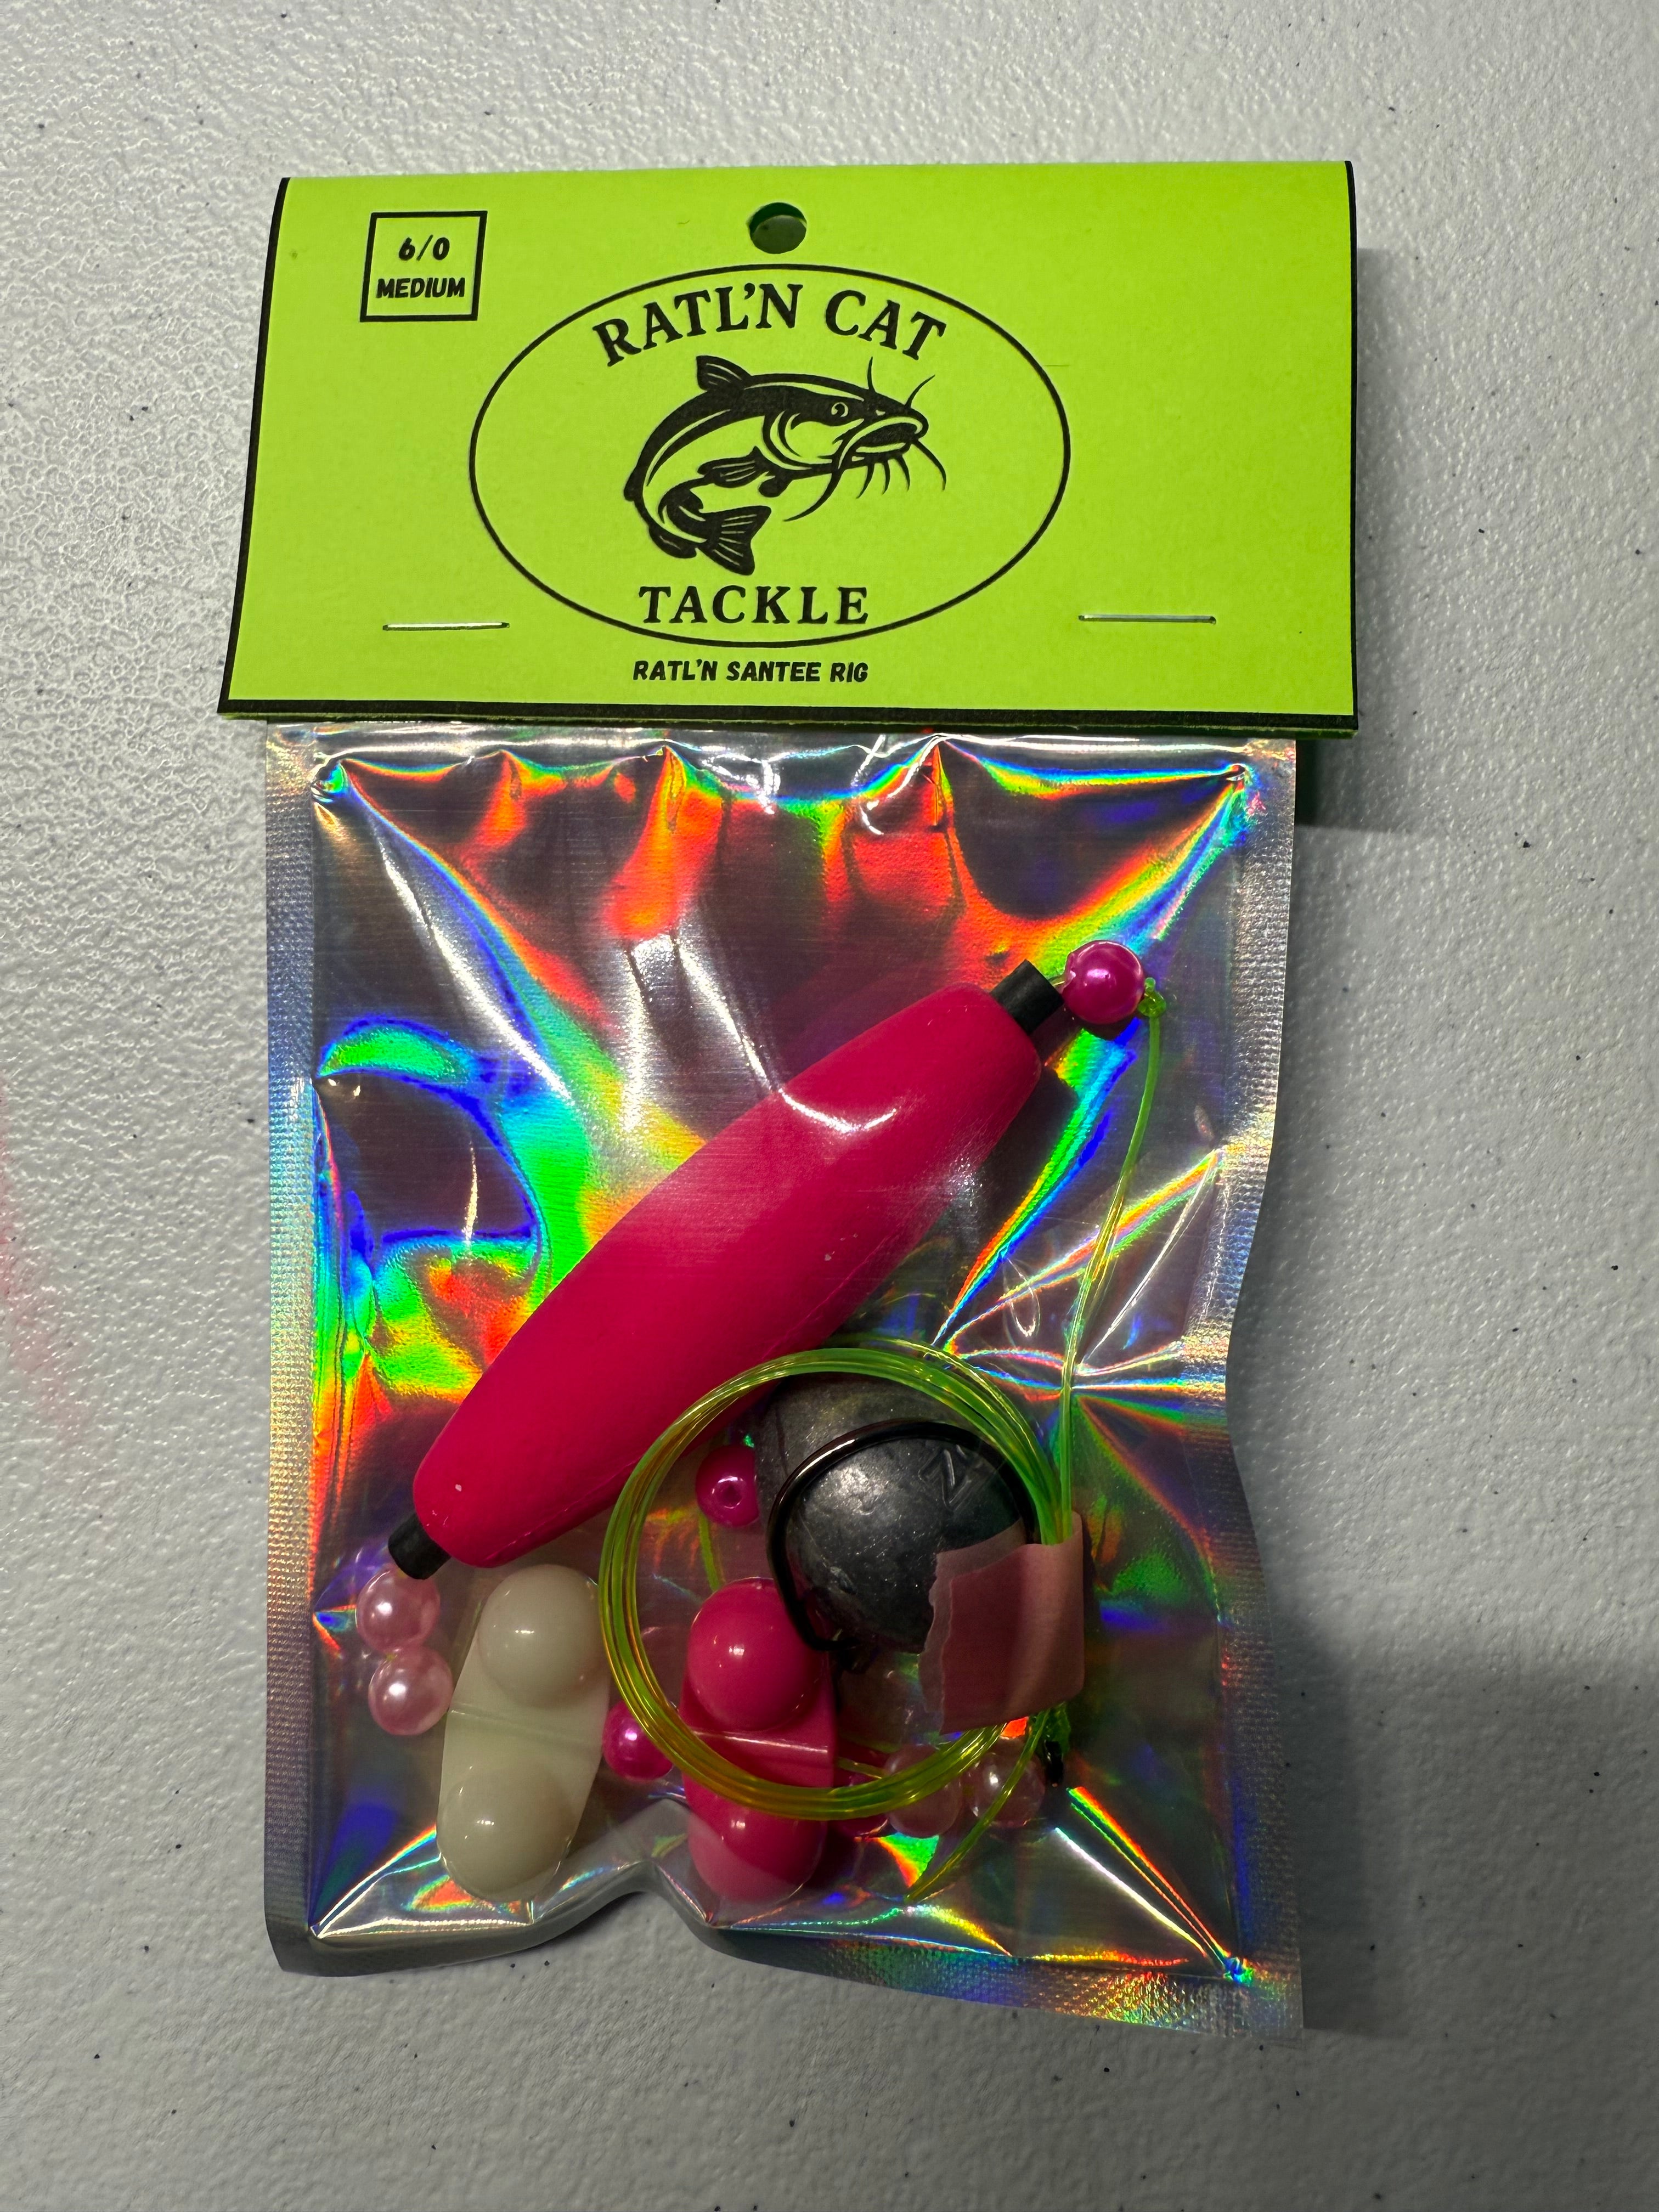 6/0
MEDIUM
RATL'N CAT
TACKLE
RATL'N SANTEE RIG